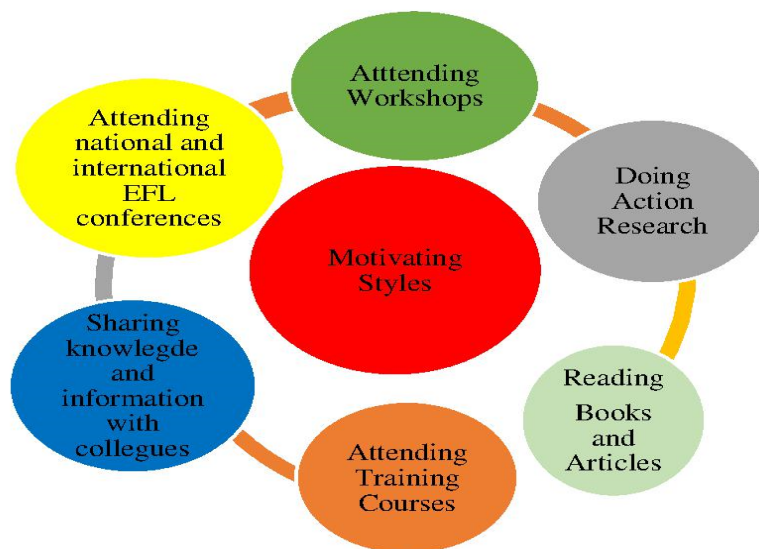 Atttending
Workshops
Attending
national and
international
EFL
conferences
Doing
Action
Research
Motivating
Styles
Sharing
knowlegde
and
information
with
collegues
Reading
Books
and
Articles
Attending
Training
Courses